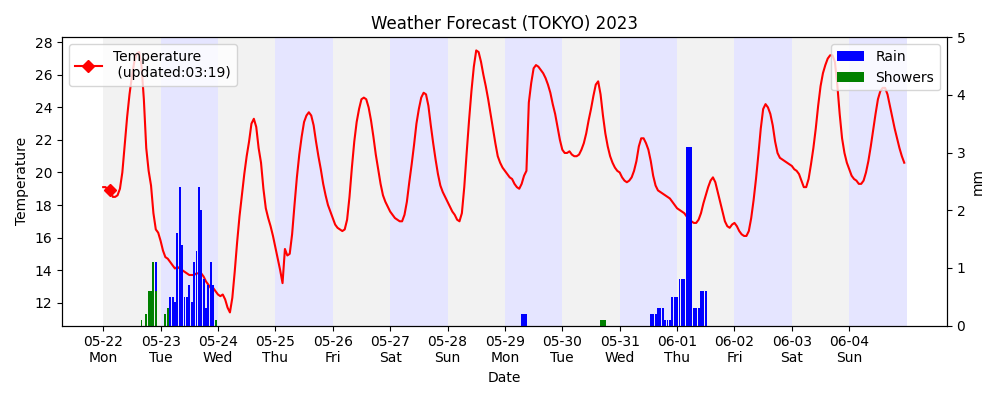 Weather Forecast (TOKYO) 2023
Temperature
(updated:03:19)
Rain
Showers
28
26
24
22
20
18
16
14
12
Temperature
5
4
3
2
1
0
mm
05-22 05-23 05-24 05-25 05-26 05-27 05-28 05-29 05-30 05-31 06-01 06-02 06-03 06-04
Mon Tue Wed Thu Fri Sat Sun Mon Tue Wed Thu Fri Sat Sun
Date